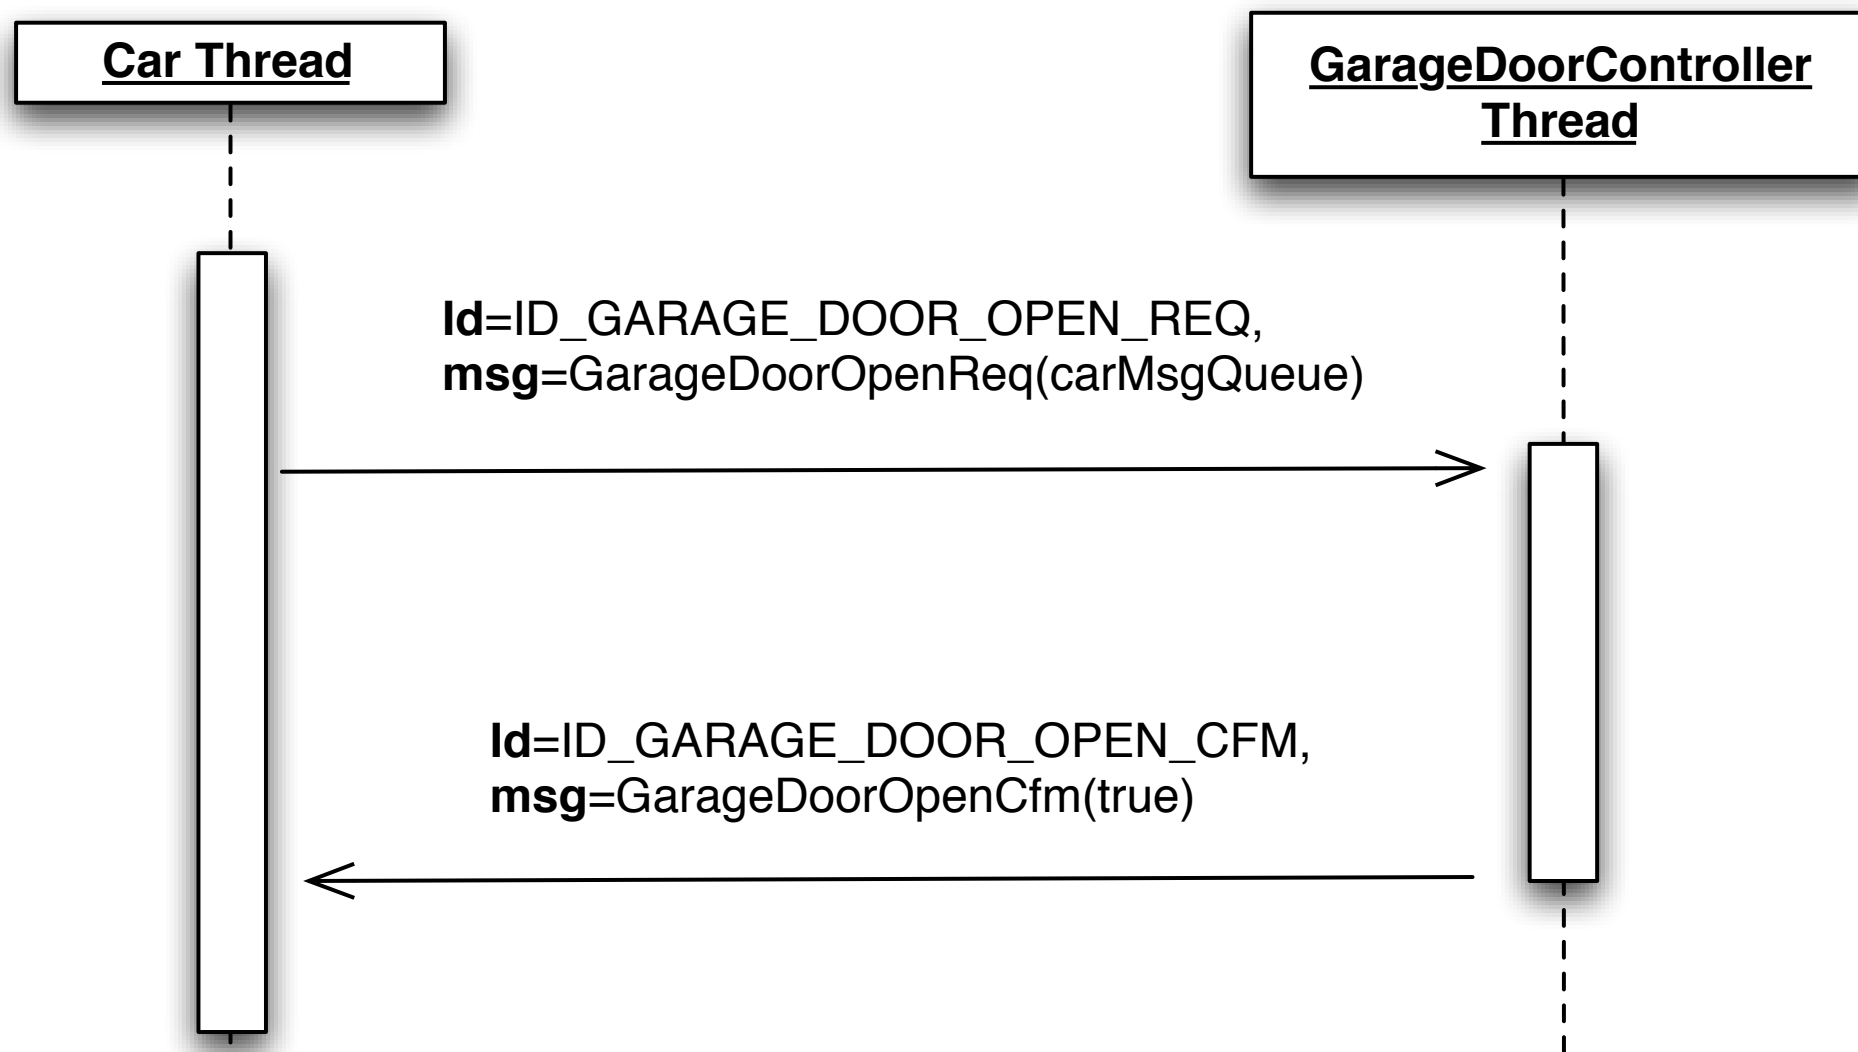 Car Thread
GarageDoorController
Thread
Id=ID_GARAGE_DOOR_OPEN_REQ,
msg=GarageDoorOpenReq(carMsgQueue)
Id=ID_GARAGE_DOOR_OPEN_CFM,
msg=GarageDoorOpenCfm(true)